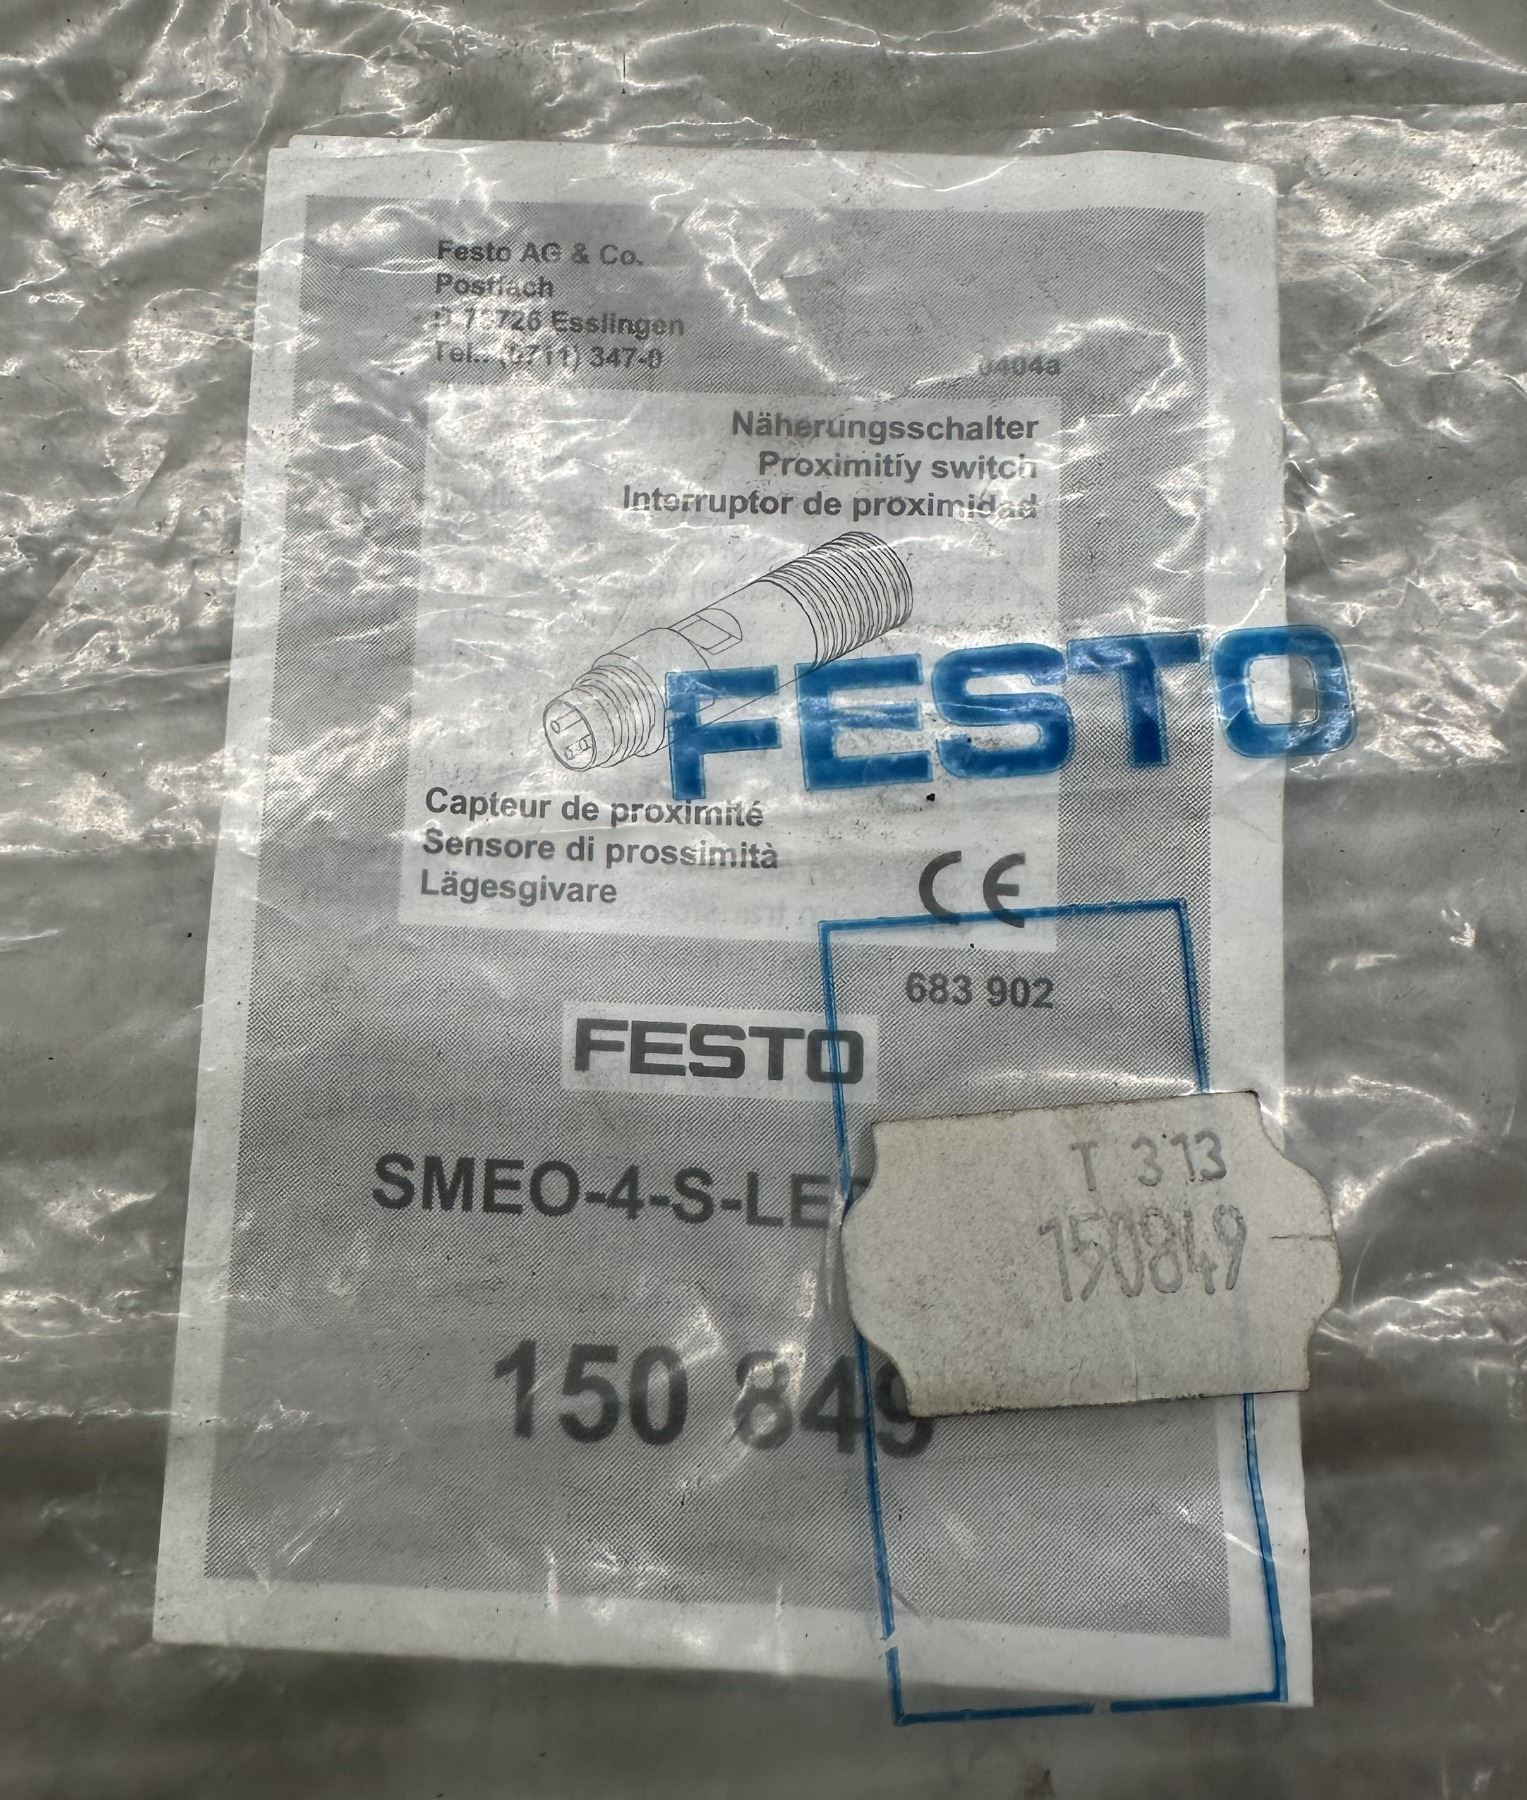 Festo AG & Co.
Postfach
Esslingen
Tel.: (0711) 347-0
0404a
Näherungsschalter
Proximitiy switch
Interruptor de proximidad
FESTO
Capteur de proximité
Sensore di prossimità
Lägesgivare
CE
683 902
FESTO
SMEO-4-S-LE
T 313
150849
150 849